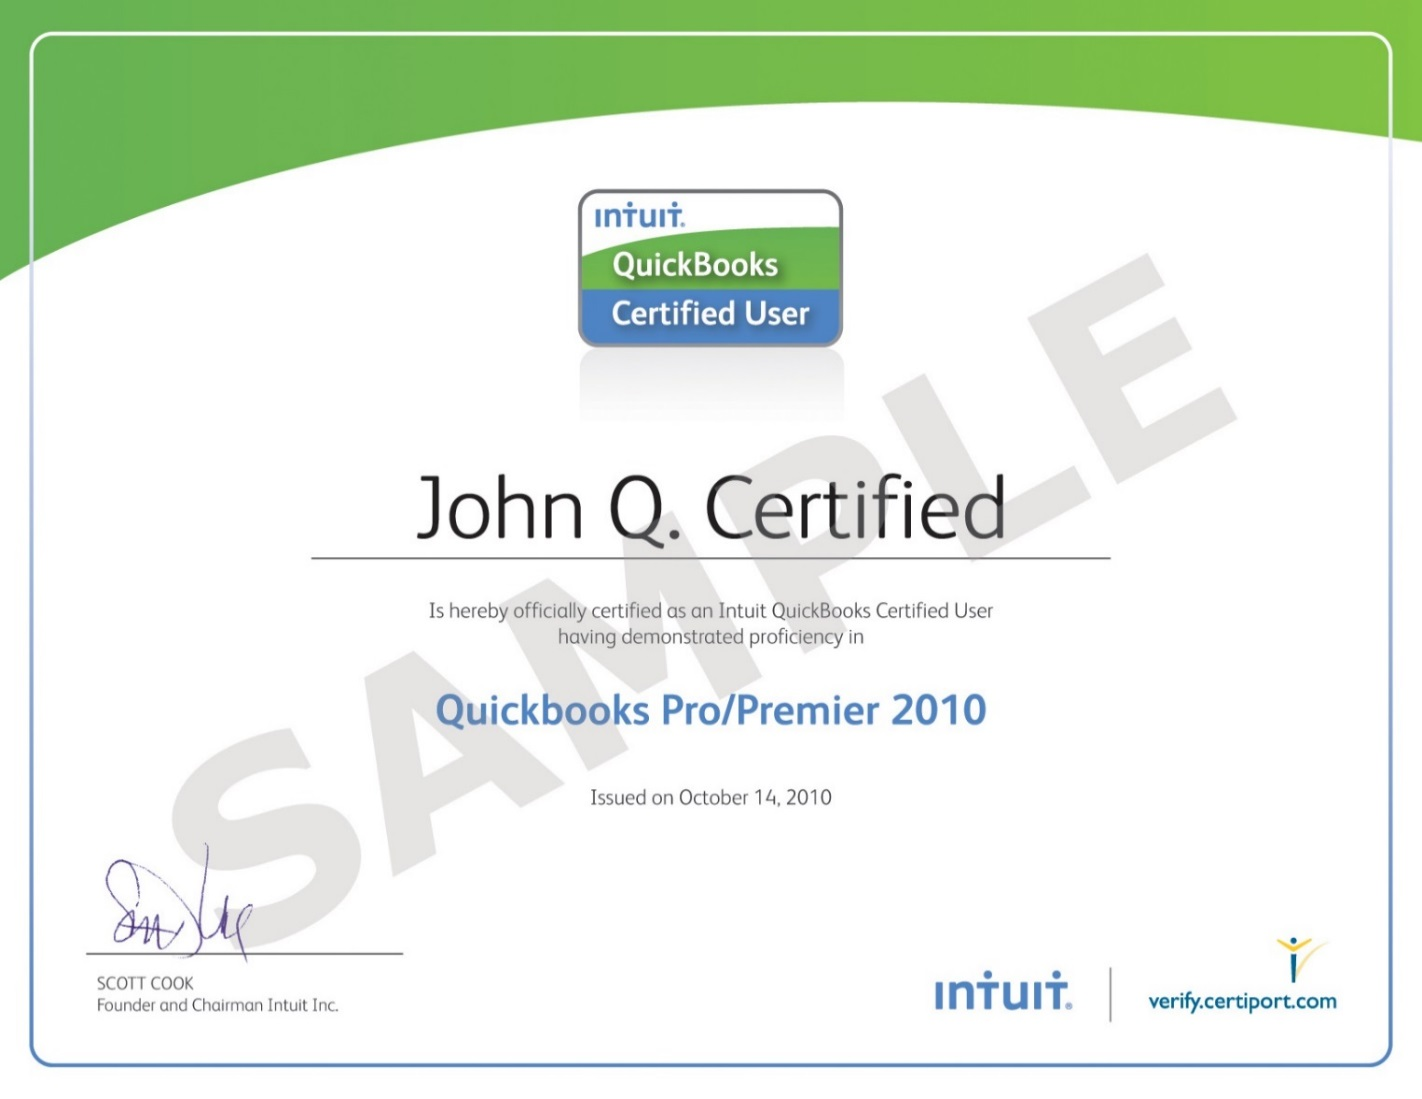 intuit.
QuickBooks
Certified User
SAMPLE
John Q. Certified
Is hereby officially certified as an Intuit QuickBooks Certified User
having demonstrated proficiency in
Quickbooks Pro/Premier 2010
Issued on October 14, 2010
SCOTT COOK
Founder and Chairman Intuit Inc.
intuit.
verify.certiport.com